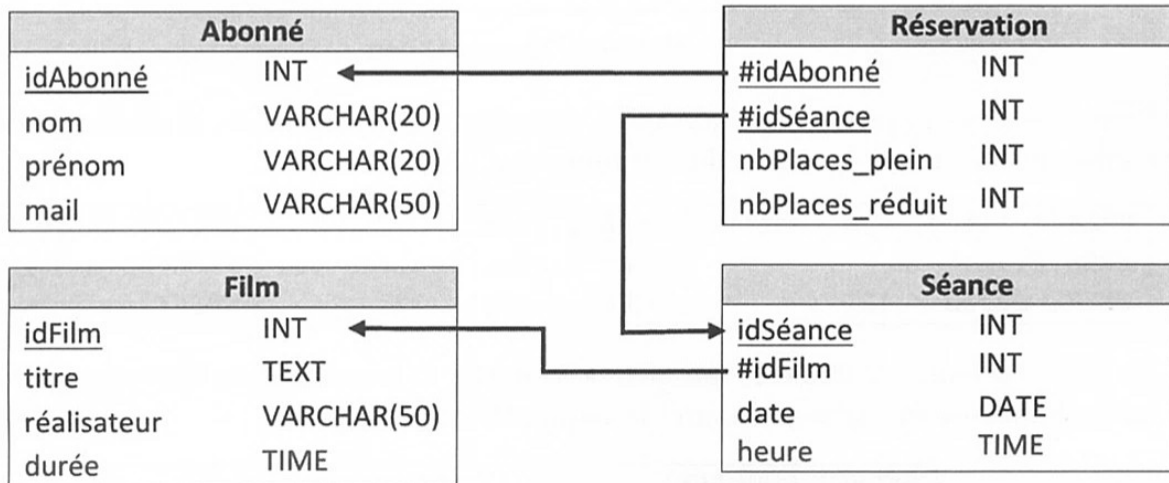 Abonné
idAbonné INT
nom VARCHAR(20)
prénom VARCHAR(20)
mail VARCHAR(50)
Réservation
#idAbonné INT
#idSéance INT
nbPlaces_plein INT
nbPlaces_réduit INT
Film
idFilm INT
titre TEXT
réalisateur VARCHAR(50)
durée TIME
Séance
idSéance INT
#idFilm INT
date DATE
heure TIME